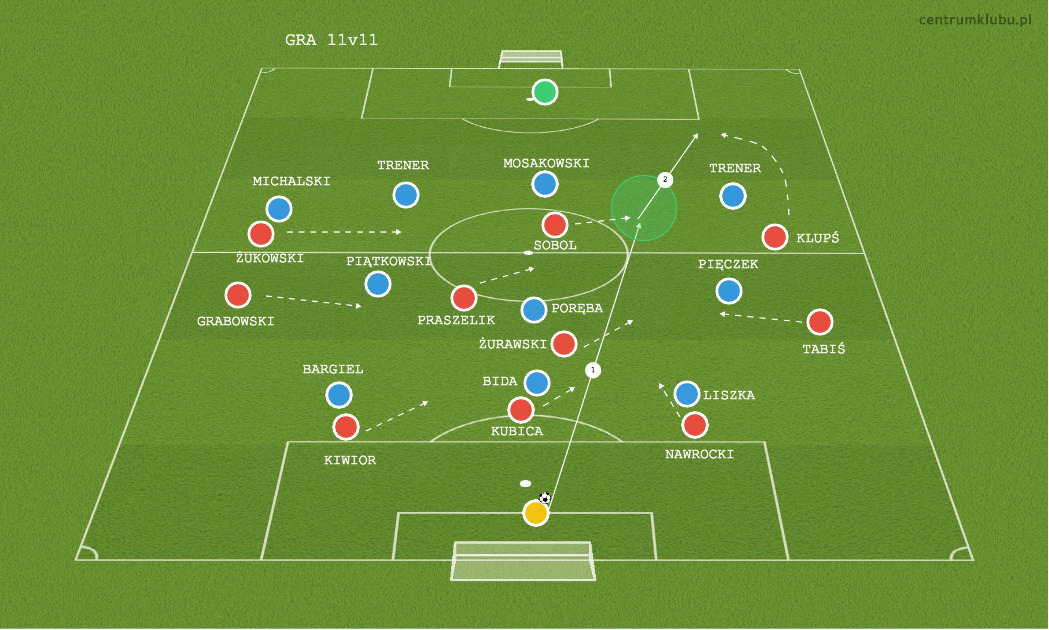 centrumklubu.pl
GRA 11v11
MOSAKOWSKI
TRENER
TRENER
MICHALSKI
2
KLUPŚ
SOBOL
ŻUKOWSKI
PIĄTKOWSKI
PIĘCZEK
PORĘBA
GRABOWSKI
PRASZELIK
ŻURAWSKI
TABIŚ
BARGIEL
1
BIDA
LISZKA
KUBICA
KIWIOR
NAWROCKI